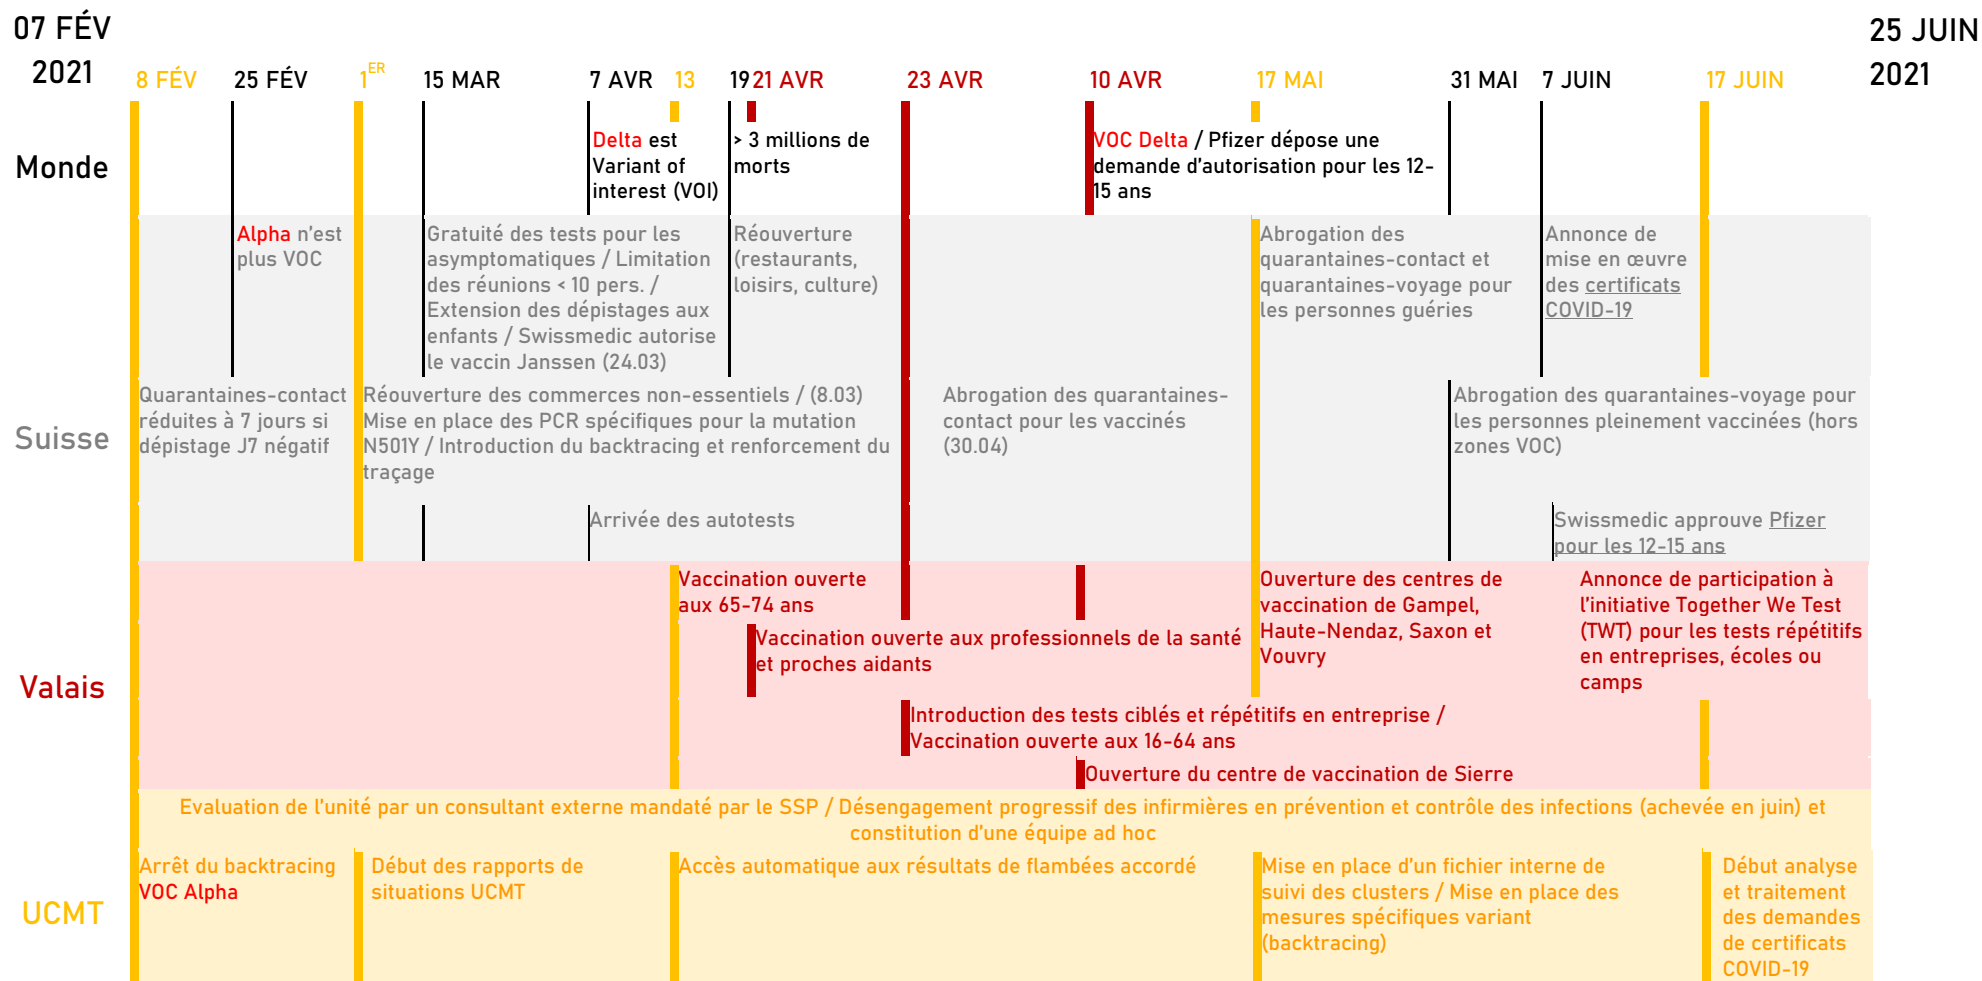 07 FÉV
2021
25 JUIN
2021
8 FÉV
25 FÉV
1ER
15 MAR
7 AVR
13
19
21 AVR
23 AVR
10 AVR
17 MAI
31 MAI
7 JUIN
17 JUIN
Monde
Delta est
Variant of
interest (VOI)
> 3 millions de
morts
VOC Delta / Pfizer dépose une
demande d'autorisation pour les 12-
15 ans
Suisse
Alpha n'est
plus VOC
Gratuité des tests pour les
asymptomatiques / Limitation
des réunions < 10 pers. /
Extension des dépistages aux
enfants / Swissmedic autorise
le vaccin Janssen (24.03)
Réouverture
(restaurants,
loisirs, culture)
Abrogation des
quarantaines-contact et
quarantaines-voyage pour
les personnes guéries
Annonce de
mise en œuvre
des certificats
COVID-19
Quarantaines-contact
réduites à 7 jours si
dépistage J7 négatif
Réouverture des commerces non-essentiels / (8.03)
Mise en place des PCR spécifiques pour la mutation
N501Y / Introduction du backtracing et renforcement du
traçage
Abrogation des quarantaines-
contact pour les vaccinés
(30.04)
Abrogation des quarantaines-voyage pour
les personnes pleinement vaccinées (hors
zones VOC)
Arrivée des autotests
Swissmedic approuve Pfizer
pour les 12-15 ans
Valais
Vaccination ouverte
aux 65-74 ans
Vaccination ouverte aux professionnels de la santé
et proches aidants
Ouverture des centres de
vaccination de Gampel,
Haute-Nendaz, Saxon et
Vouvry
Annonce de participation à
l'initiative Together We Test
(TWT) pour les tests répétitifs
en entreprises, écoles ou
camps
Introduction des tests ciblés et répétitifs en entreprise /
Vaccination ouverte aux 16-64 ans
Ouverture du centre de vaccination de Sierre
UCMT
Evaluation de l'unité par un consultant externe mandaté par le SSP / Désengagement progressif des infirmières en prévention et contrôle des infections (achevée en juin) et
constitution d'une équipe ad hoc
Arrêt du backtracing
VOC Alpha
Début des rapports de
situations UCMT
Accès automatique aux résultats de flambées accordé
Mise en place d'un fichier interne de
suivi des clusters / Mise en place des
mesures spécifiques variant
(backtracing)
Début analyse
et traitement
des demandes
de certificats
COVID-19